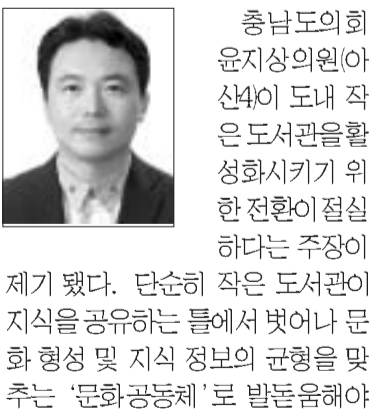 충남도의회
윤지상의원(아
산4)이 도내 작
은 도서관을활
성화시키기 위
한 전환이 절실
하다는 주장이
제기 됐다. 단순히 작은 도서관이
지식을 공유하는 틀에서 벗어나 문
화 형성 및 지식 정보의 균형을 맞
추는 '문화공동체'로 발돋움해야